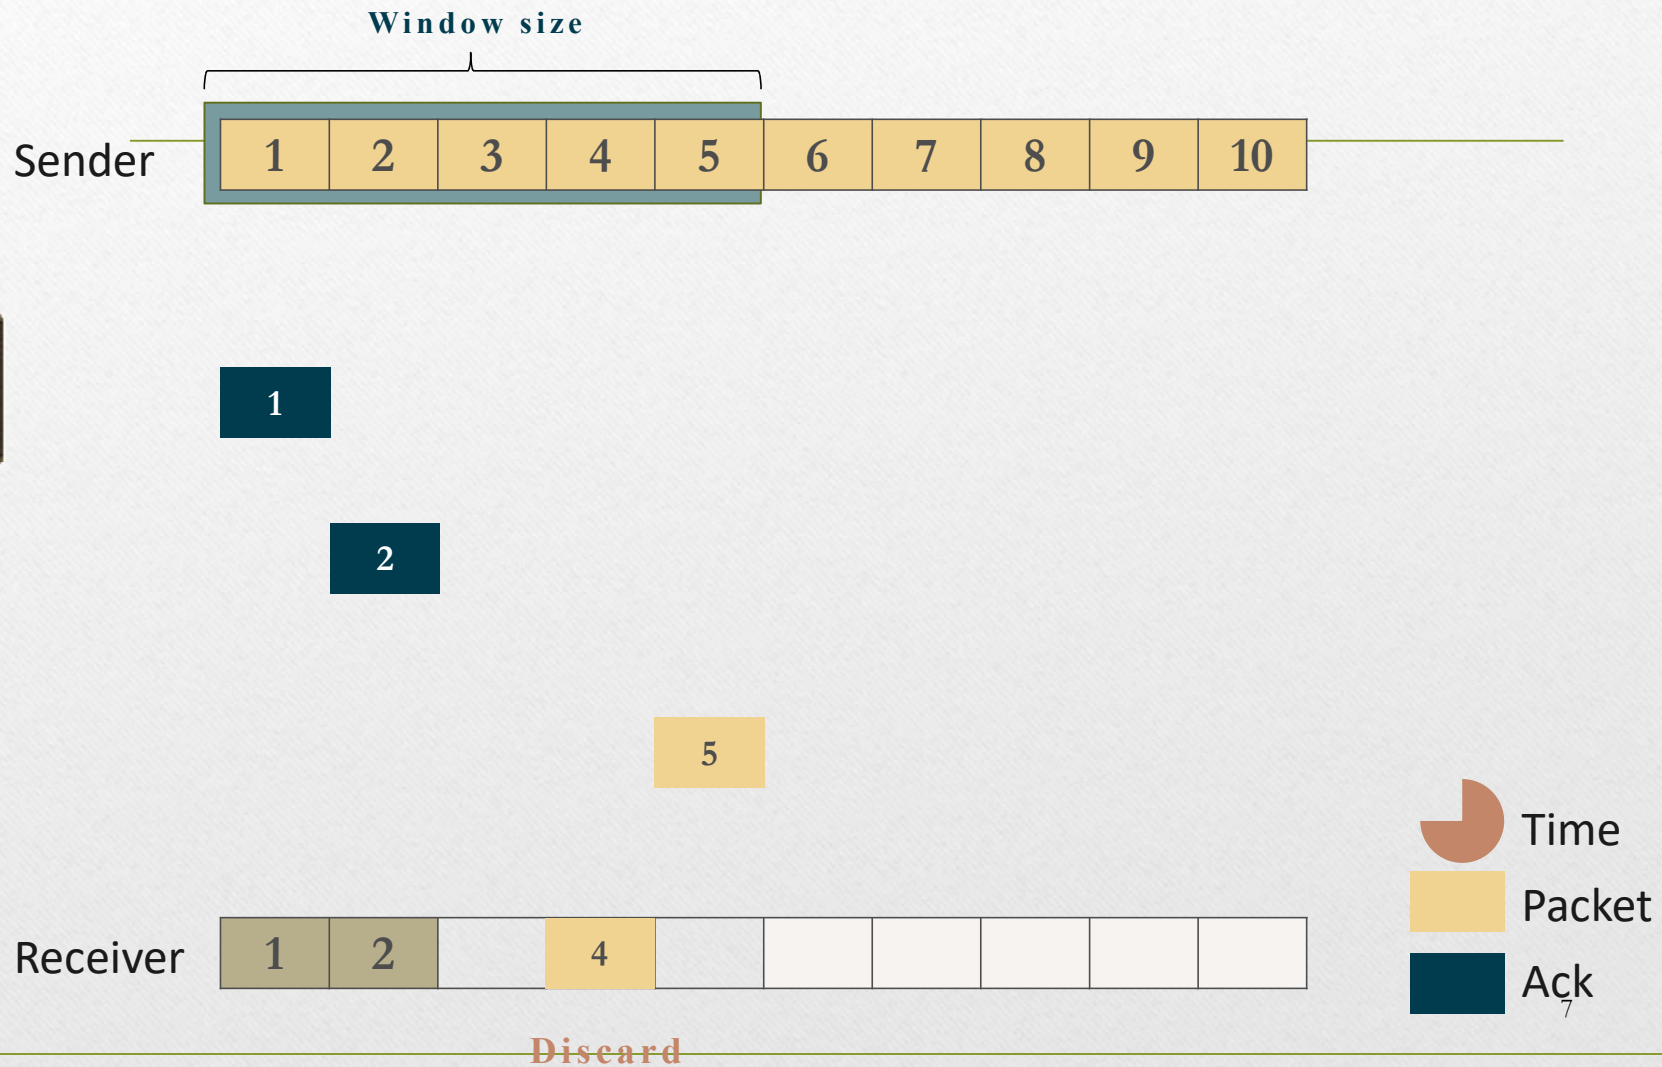 Window size
Sender 1 2 3 4 5 6 7 8 9 10
1
2
5
Time
Packet
Receiver 1 2 4
Ack
7
Discard